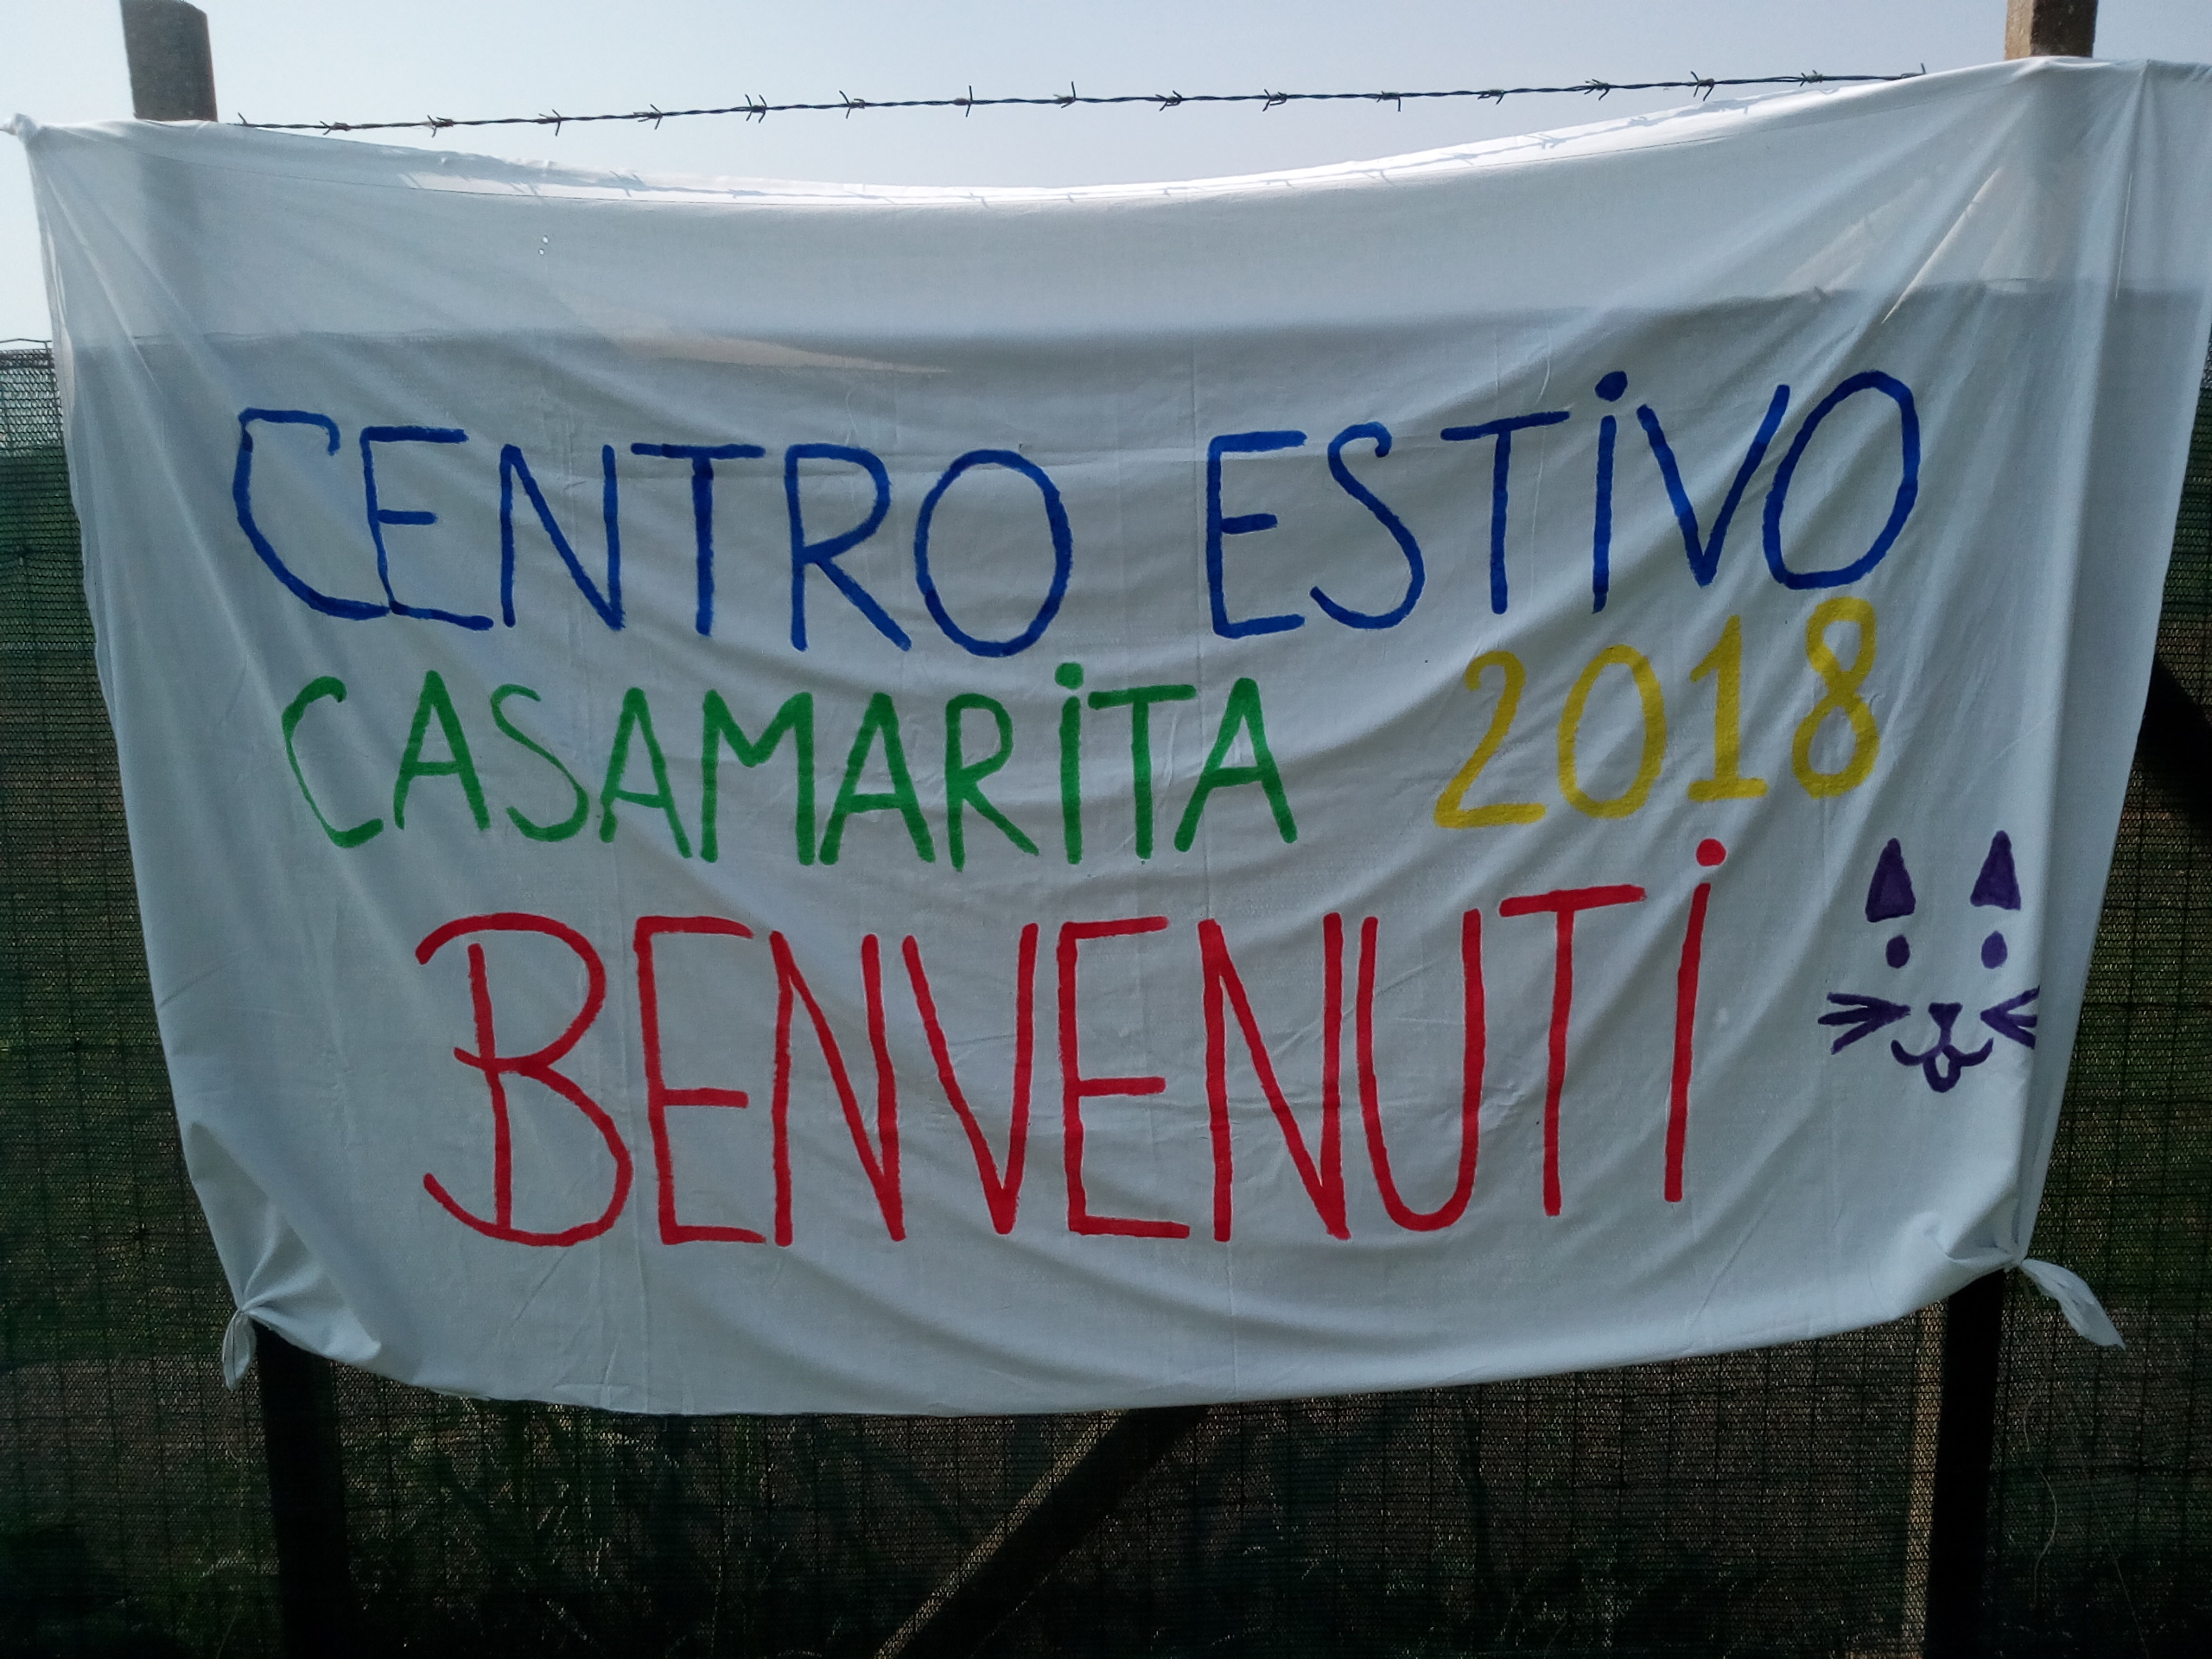 CENTRO ESTIVO
CASAMARITA 2018
BENVENUTI